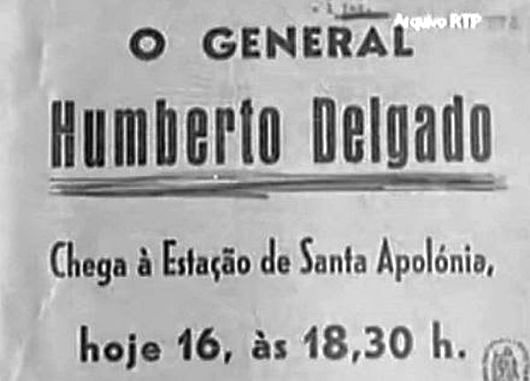 Arquivo RTP
O GENERAL
Humberto Delgado
Chega à Estação de Santa Apolónia,
hoje 16, às 18,30 h.